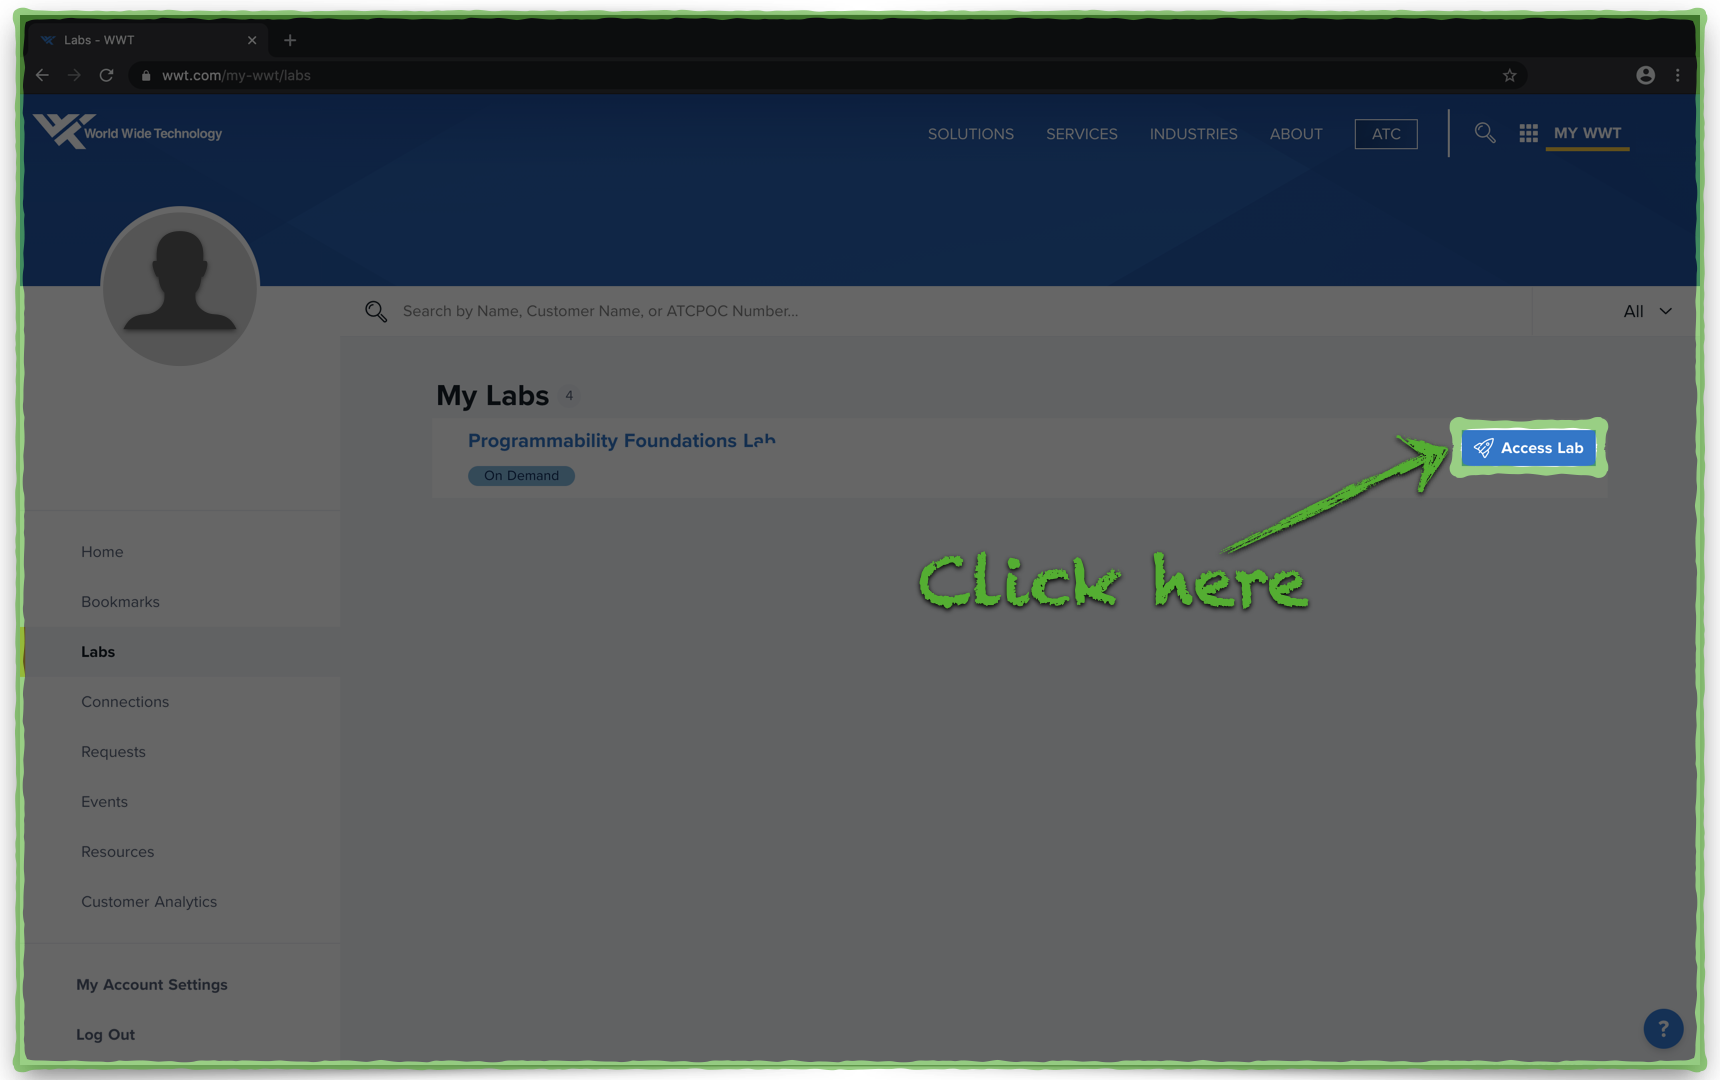 Labs - WWT
wwt.com/my-wwt/labs
World Wide Technology
SOLUTIONS
SERVICES
INDUSTRIES
ABOUT
ATC
MY WWT
Search by Name, Customer Name, or ATCPOC Number...
All
My Labs 4
Programmability Foundations Lab
On Demand
Access Lab
Click here
Home
Bookmarks
Labs
Connections
Requests
Events
Resources
Customer Analytics
My Account Settings
Log Out
?